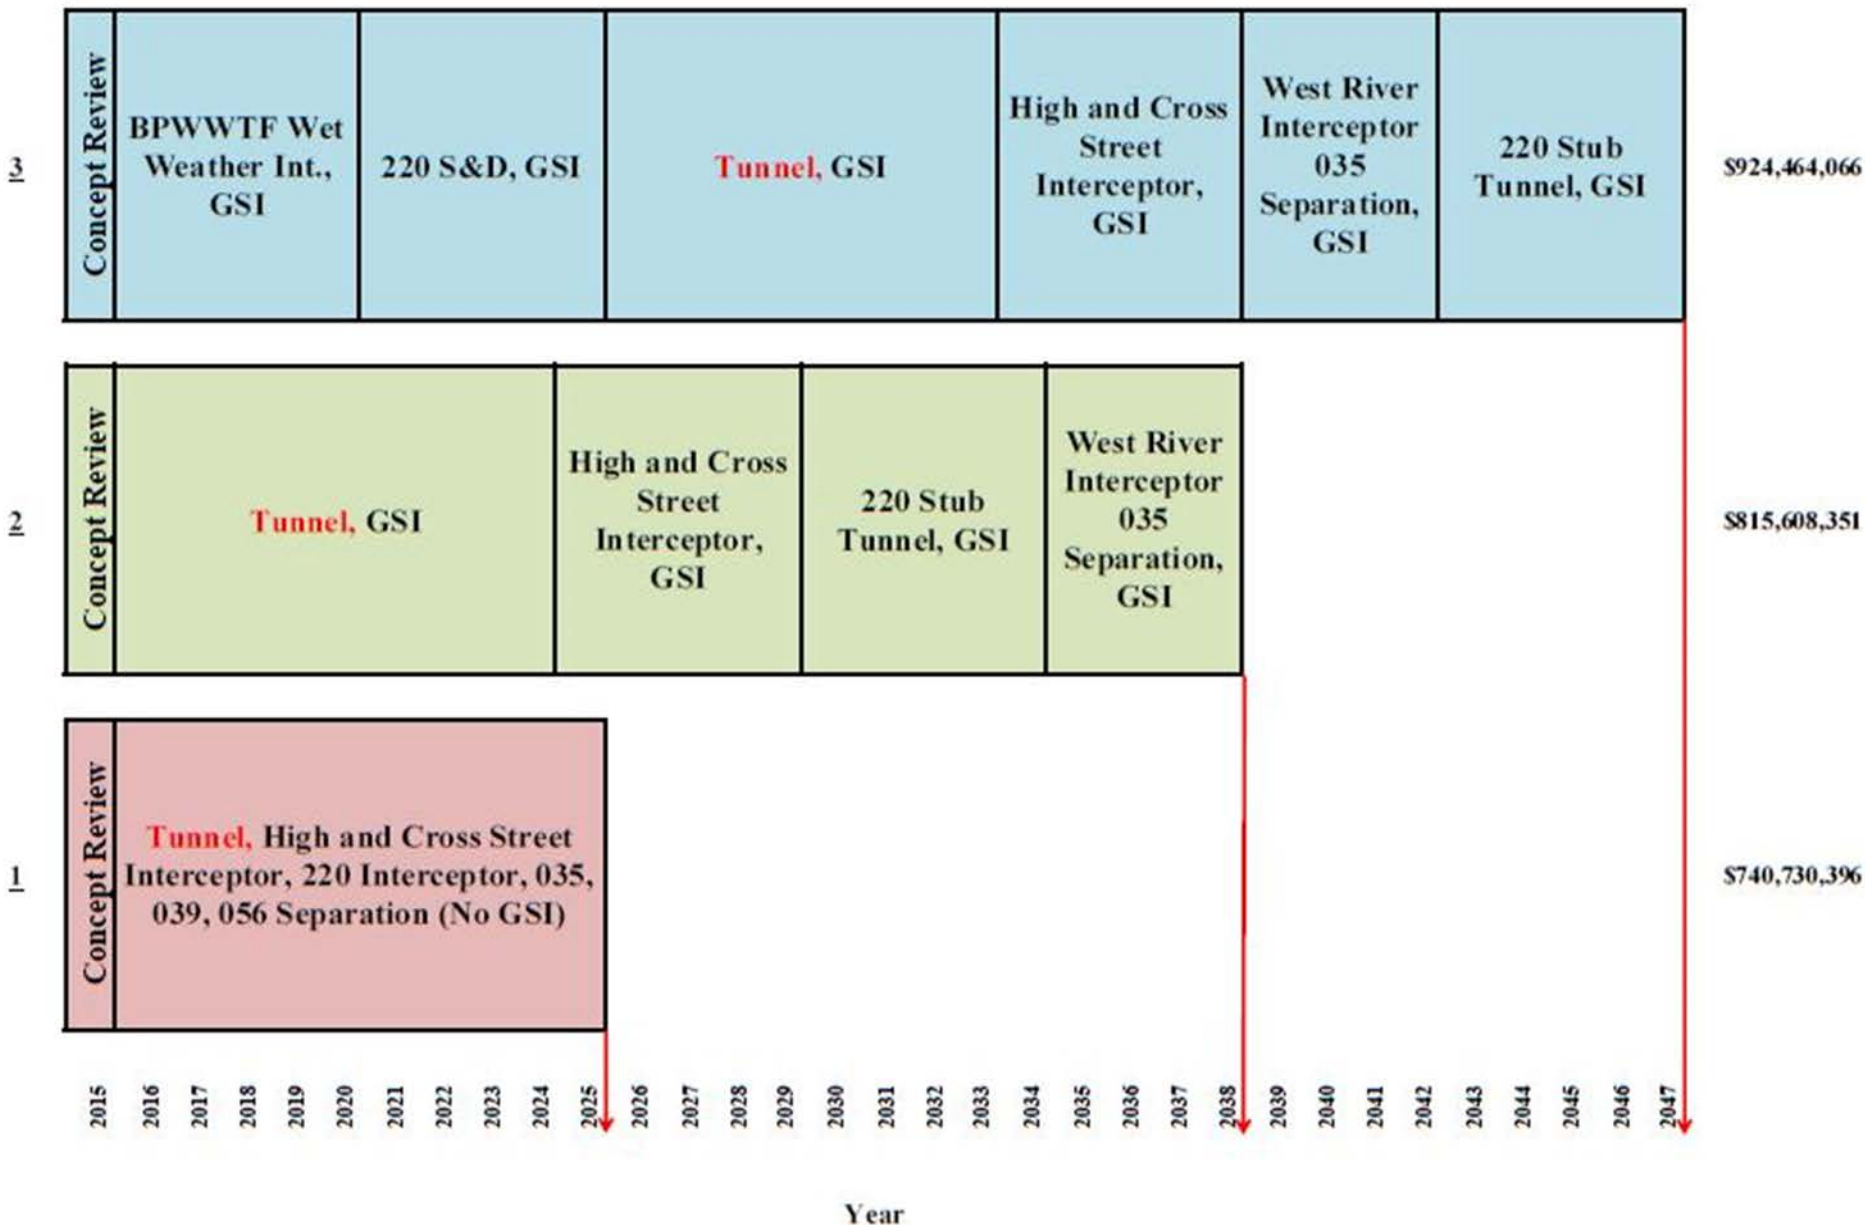 3
Concept Review
BPWWTF Wet
Weather Int.,
GSI
220 S&D, GSI
Tunnel, GSI
High and Cross
Street
Interceptor,
GSI
West River
Interceptor
035
Separation,
GSI
220 Stub
Tunnel, GSI
$924,464,066
2
Concept Review
Tunnel, GSI
High and Cross
Street
Interceptor,
GSI
220 Stub
Tunnel, GSI
West River
Interceptor
035
Separation,
GSI
$815,608,351
1
Concept Review
Tunnel, High and Cross Street
Interceptor, 220 Interceptor, 035,
039, 056 Separation (No GSI)
$740,730,396
2015
2016
2017
2018
2019
2020
2021
2022
2023
2024
2025
2026
2027
2028
2029
2030
2031
2032
2033
2034
2035
2036
2037
2038
2039
2040
2041
2042
2043
2044
2045
2046
2047
Year